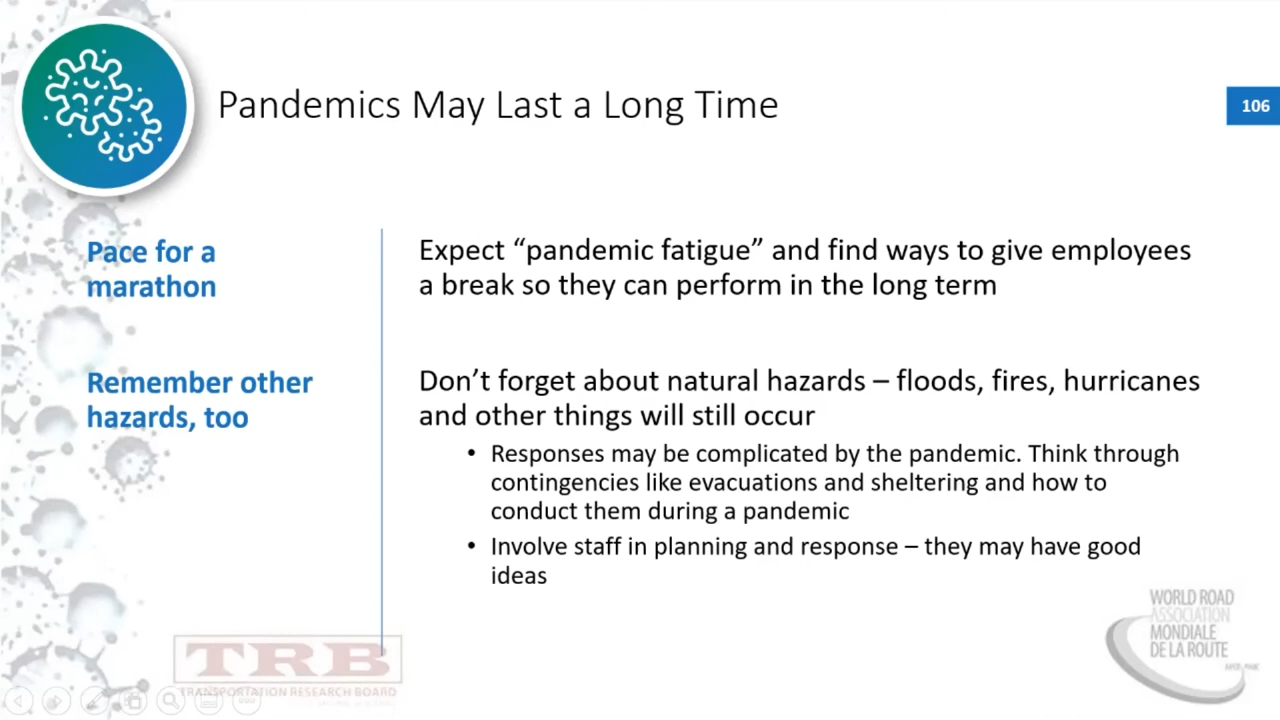 Pandemics May Last a Long Time
106
Pace for a
marathon
Expect “pandemic fatigue” and find ways to give employees
a break so they can perform in the long term
Remember other
hazards, too
Don’t forget about natural hazards – floods, fires, hurricanes
and other things will still occur
• Responses may be complicated by the pandemic. Think through
contingencies like evacuations and sheltering and how to
conduct them during a pandemic
• Involve staff in planning and response – they may have good
ideas
TRB
TRANSPORTATION RESEARCH BOARD
WORLD ROAD
ASSOCIATION
MONDIALE
DE LA ROUTE